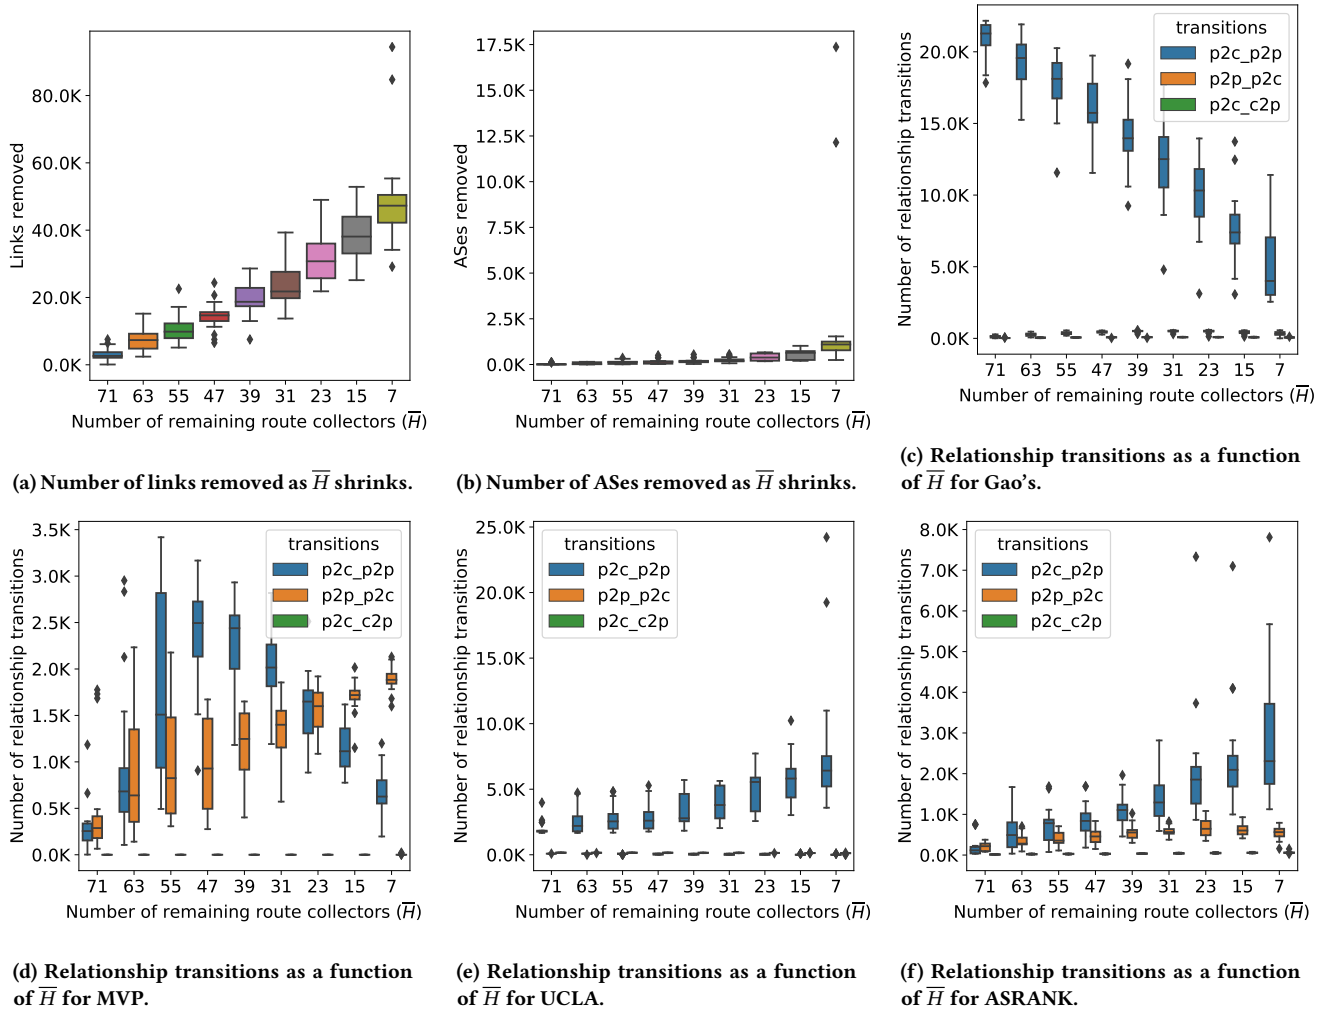 80.0K
60.0K
40.0K
20.0K
0.0K
Links removed
71 63 55 47 39 31 23 15 7
Number of remaining route collectors (H̅)
(a) Number of links removed as H̅ shrinks.
17.5K
15.0K
12.5K
10.0K
7.5K
5.0K
2.5K
0.0K
ASes removed
71 63 55 47 39 31 23 15 7
Number of remaining route collectors (H̅)
(b) Number of ASes removed as H̅ shrinks.
transitions
p2c_p2p
p2p_p2c
p2c_c2p
20.0K
15.0K
10.0K
5.0K
0.0K
Number of relationship transitions
71 63 55 47 39 31 23 15 7
Number of remaining route collectors (H̅)
(c) Relationship transitions as a function
of H̅ for Gao's.
transitions
p2c_p2p
p2p_p2c
p2c_c2p
3.5K
3.0K
2.5K
2.0K
1.5K
1.0K
0.5K
0.0K
Number of relationship transitions
71 63 55 47 39 31 23 15 7
Number of remaining route collectors (H̅)
(d) Relationship transitions as a function
of H̅ for MVP.
transitions
p2c_p2p
p2p_p2c
p2c_c2p
25.0K
20.0K
15.0K
10.0K
5.0K
0.0K
Number of relationship transitions
71 63 55 47 39 31 23 15 7
Number of remaining route collectors (H̅)
(e) Relationship transitions as a function
of H̅ for UCLA.
transitions
p2c_p2p
p2p_p2c
p2c_c2p
8.0K
7.0K
6.0K
5.0K
4.0K
3.0K
2.0K
1.0K
0.0K
Number of relationship transitions
71 63 55 47 39 31 23 15 7
Number of remaining route collectors (H̅)
(f) Relationship transitions as a function
of H̅ for ASRANK.